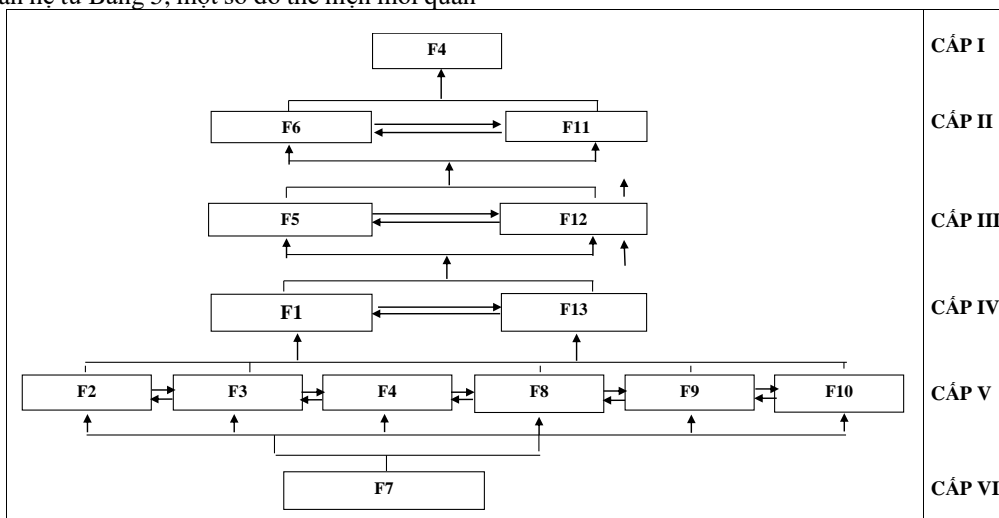 hệ từ Bảng 5, một sơ đồ thể hiện mối quan
F4 CẤP I
F6 F11 CẤP II
F5 F12 CẤP III
F1 F13 CẤP IV
F2 F3 F4 F8 F9 F10 CẤP V
F7 CẤP VI